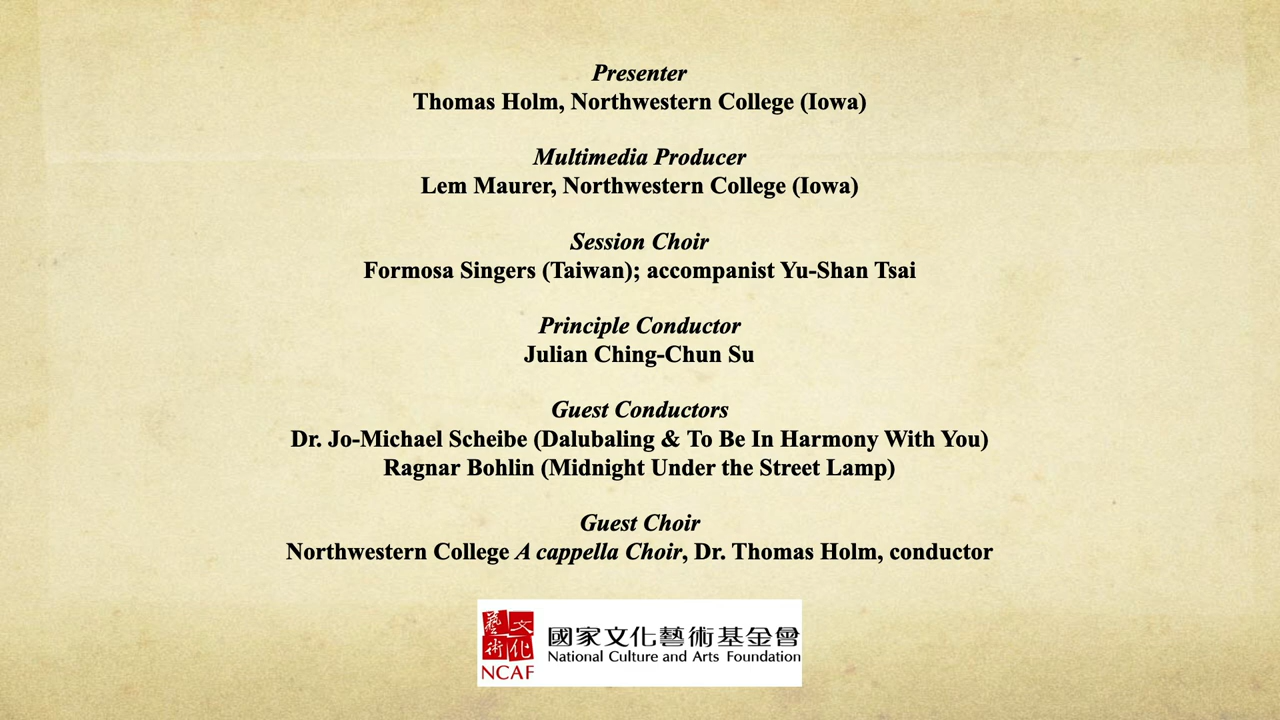 Presenter
Thomas Holm, Northwestern College (Iowa)
Multimedia Producer
Lem Maurer, Northwestern College (Iowa)
Session Choir
Formosa Singers (Taiwan); accompanist Yu-Shan Tsai
Principle Conductor
Julian Ching-Chun Su
Guest Conductors
Dr. Jo-Michael Scheibe (Dalubaling & To Be In Harmony With You)
Ragnar Bohlin (Midnight Under the Street Lamp)
Guest Choir
Northwestern College A cappella Choir, Dr. Thomas Holm, conductor
文化藝術
NCAF
國家文化藝術基金會
National Culture and Arts Foundation